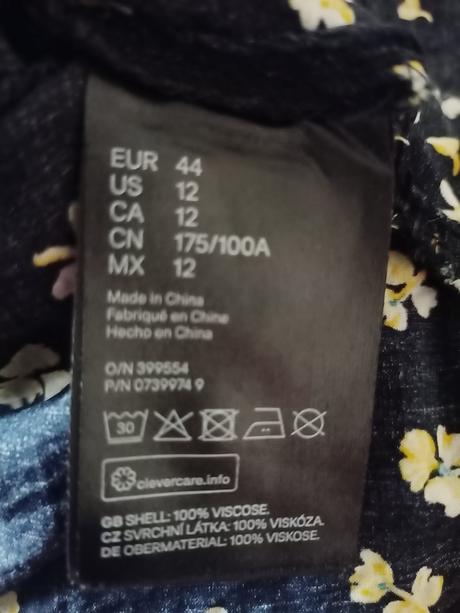 EUR 44
US 12
CA 12
CN 175/100A
MX 12
Made in China
Fabriqué en Chine
Hecho en China
O/N 399554
P/N 0739974 9
30
clevercare.info
GB SHELL: 100% VISCOSE.
CZ SVRCHNÍ LÁTKA: 100% VISKÓZA.
DE OBERMATERIAL: 100% VISKOSE.